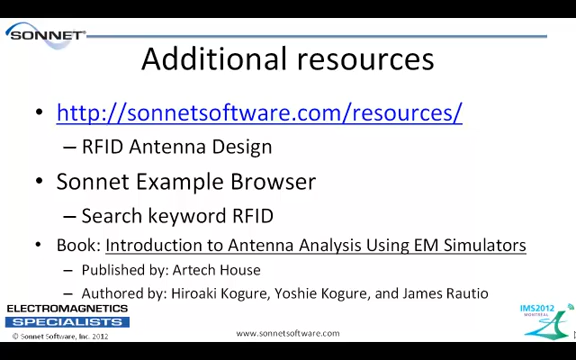 SONNET®
Additional resources
• http://sonnetsoftware.com/resources/
– RFID Antenna Design
• Sonnet Example Browser
– Search keyword RFID
• Book: Introduction to Antenna Analysis Using EM Simulators
– Published by: Artech House
– Authored by: Hiroaki Kogure, Yoshie Kogure, and James Rautio
ELECTROMAGNETICS
SPECIALISTS
© Sonnet Software, Inc. 2012
www.sonnetsoftware.com
IMS2012
MONTREAL